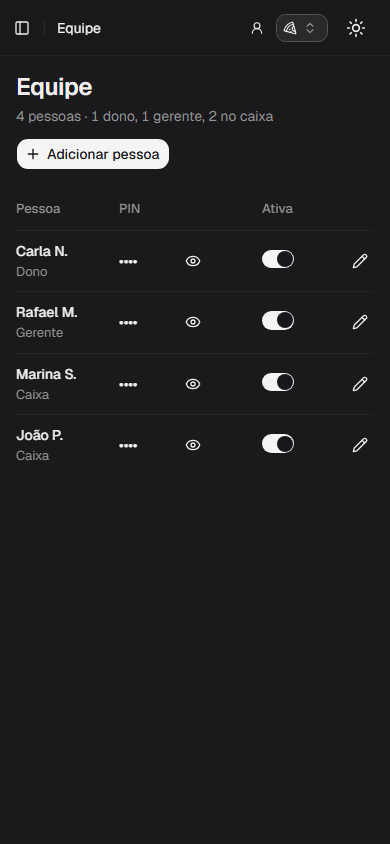 Equipe
Equipe
4 pessoas · 1 dono, 1 gerente, 2 no caixa
Adicionar pessoa
Pessoa PIN Ativa
Carla N.
Dono
••••
Rafael M.
Gerente
••••
Marina S.
Caixa
••••
João P.
Caixa
••••